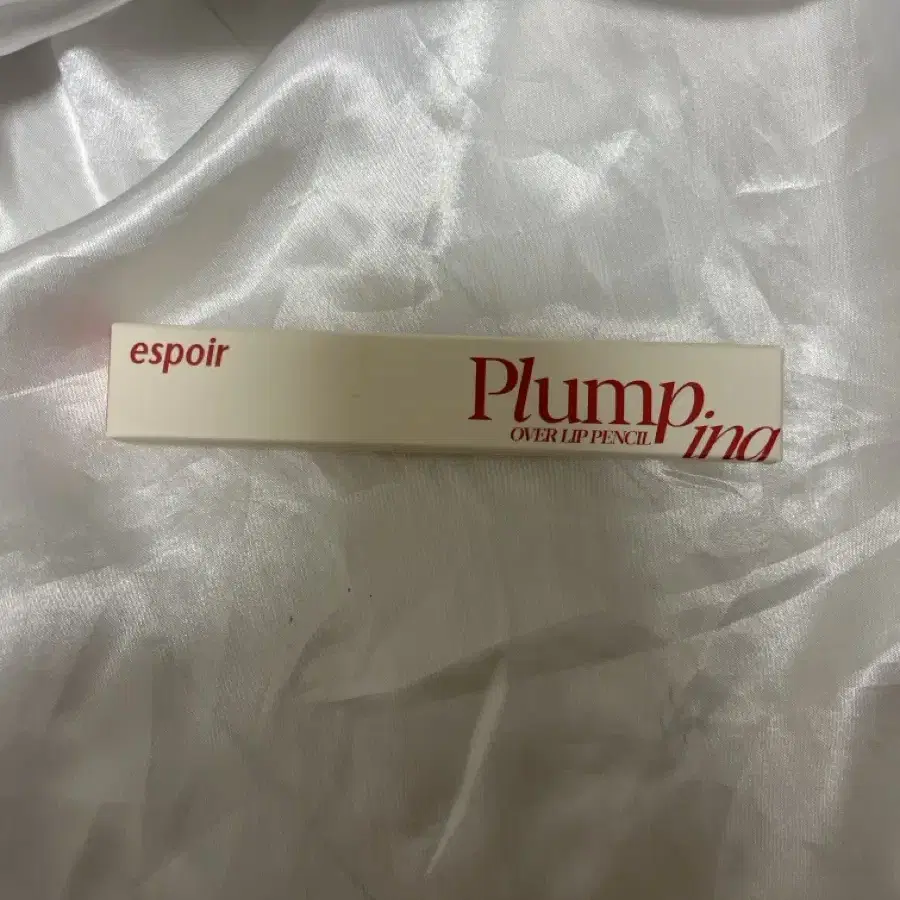 espoir
Plumping
OVER LIP PENCIL